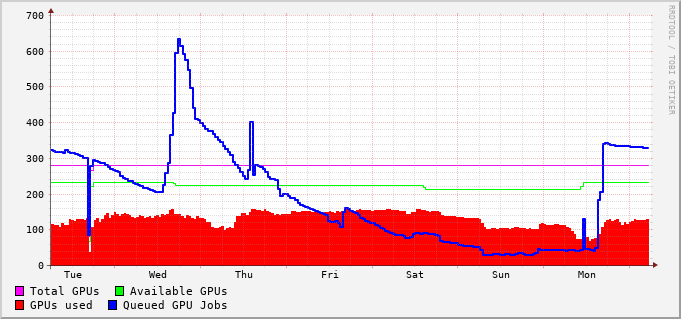 700
600
500
400
300
200
100
0
Tue Wed Thu Fri Sat Sun Mon
Total GPUs Available GPUs
GPUs used Queued GPU Jobs
RRDTOOL / TOBI OETIKER